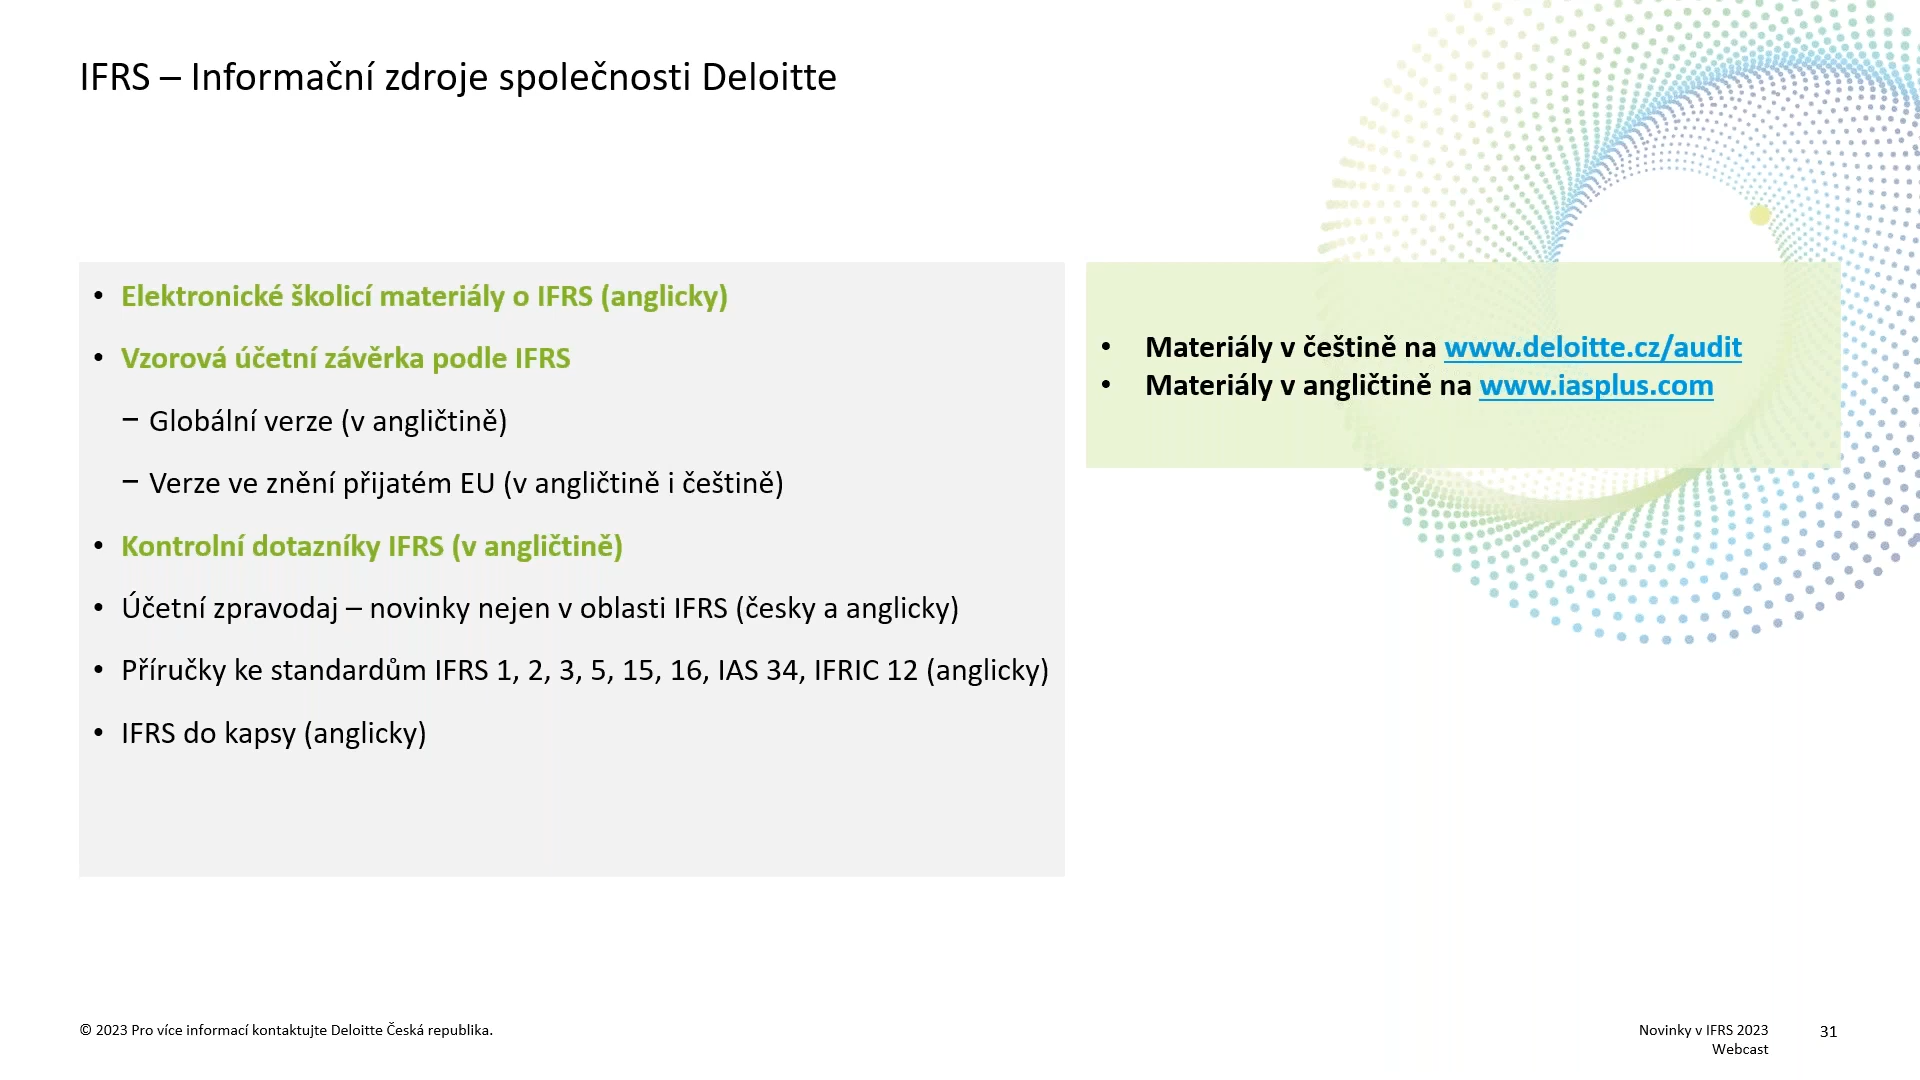 IFRS – Informační zdroje společnosti Deloitte
• Elektronické školicí materiály o IFRS (anglicky)
• Vzorová účetní závěrka podle IFRS
− Globální verze (v angličtině)
− Verze ve znění přijatém EU (v angličtině i češtině)
• Kontrolní dotazníky IFRS (v angličtině)
• Účetní zpravodaj – novinky nejen v oblasti IFRS (česky a anglicky)
• Příručky ke standardům IFRS 1, 2, 3, 5, 15, 16, IAS 34, IFRIC 12 (anglicky)
• IFRS do kapsy (anglicky)
• Materiály v češtině na www.deloitte.cz/audit
• Materiály v angličtině na www.iasplus.com
© 2023 Pro více informací kontaktujte Deloitte Česká republika.
Novinky v IFRS 2023
Webcast
31